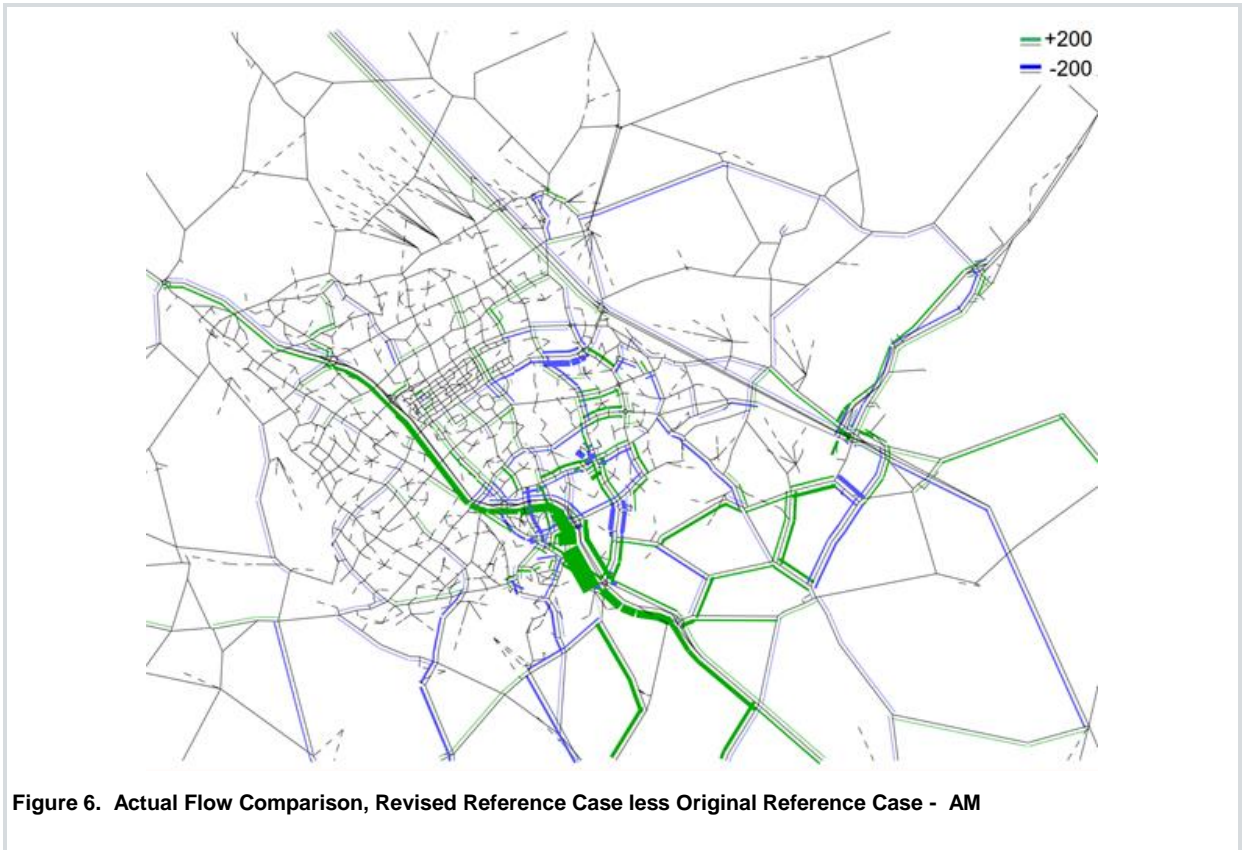 +200
-200
Figure 6. Actual Flow Comparison, Revised Reference Case less Original Reference Case - AM